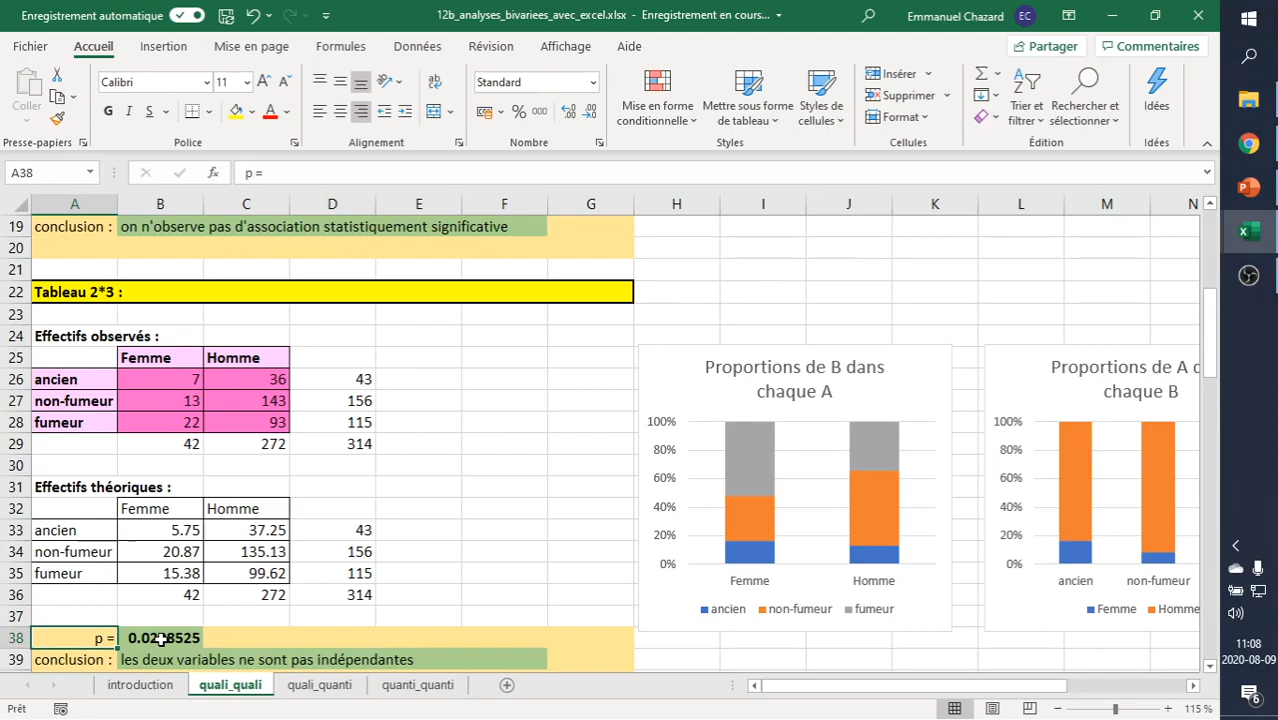 Enregistrement automatique
12b_analyses_bivariees_avec_excel.xlsx - Enregistrement en cours...
Emmanuel Chazard EC
Fichier Accueil Insertion Mise en page Formules Données Révision Affichage Aide Partager Commentaires
Coller
Calibri 11
G I S
Standard
% 000
Mise en forme conditionnelle
Mettre sous forme de tableau
Styles de cellules
Insérer
Supprimer
Format
Trier et filtrer
Rechercher et sélectionner
Idées
Presse-papiers Police Alignement Nombre Styles Cellules Édition Idées
A38 fx p =
A B C D E F G H I J K L M N
19 conclusion : on n'observe pas d'association statistiquement significative
20
21
22 Tableau 2*3 :
23
24 Effectifs observés :
25 Femme Homme
26 ancien 7 36 43
27 non-fumeur 13 143 156
28 fumeur 22 93 115
29 42 272 314
30
31 Effectifs théoriques :
32 Femme Homme
33 ancien 5.75 37.25 43
34 non-fumeur 20.87 135.13 156
35 fumeur 15.38 99.62 115
36 42 272 314
37
38 p =
39 conclusion : les deux variables ne sont pas indépendantes
Proportions de B dans
chaque A
100%
80%
60%
40%
20%
0%
Femme Homme
ancien non-fumeur fumeur
Proportions de A
chaque B
100%
80%
60%
40%
20%
0%
ancien non-fumeur
Femme Homme
introduction quali_quali quali_quanti quanti_quanti
Prêt
115 %
11:08
2020-08-09
6